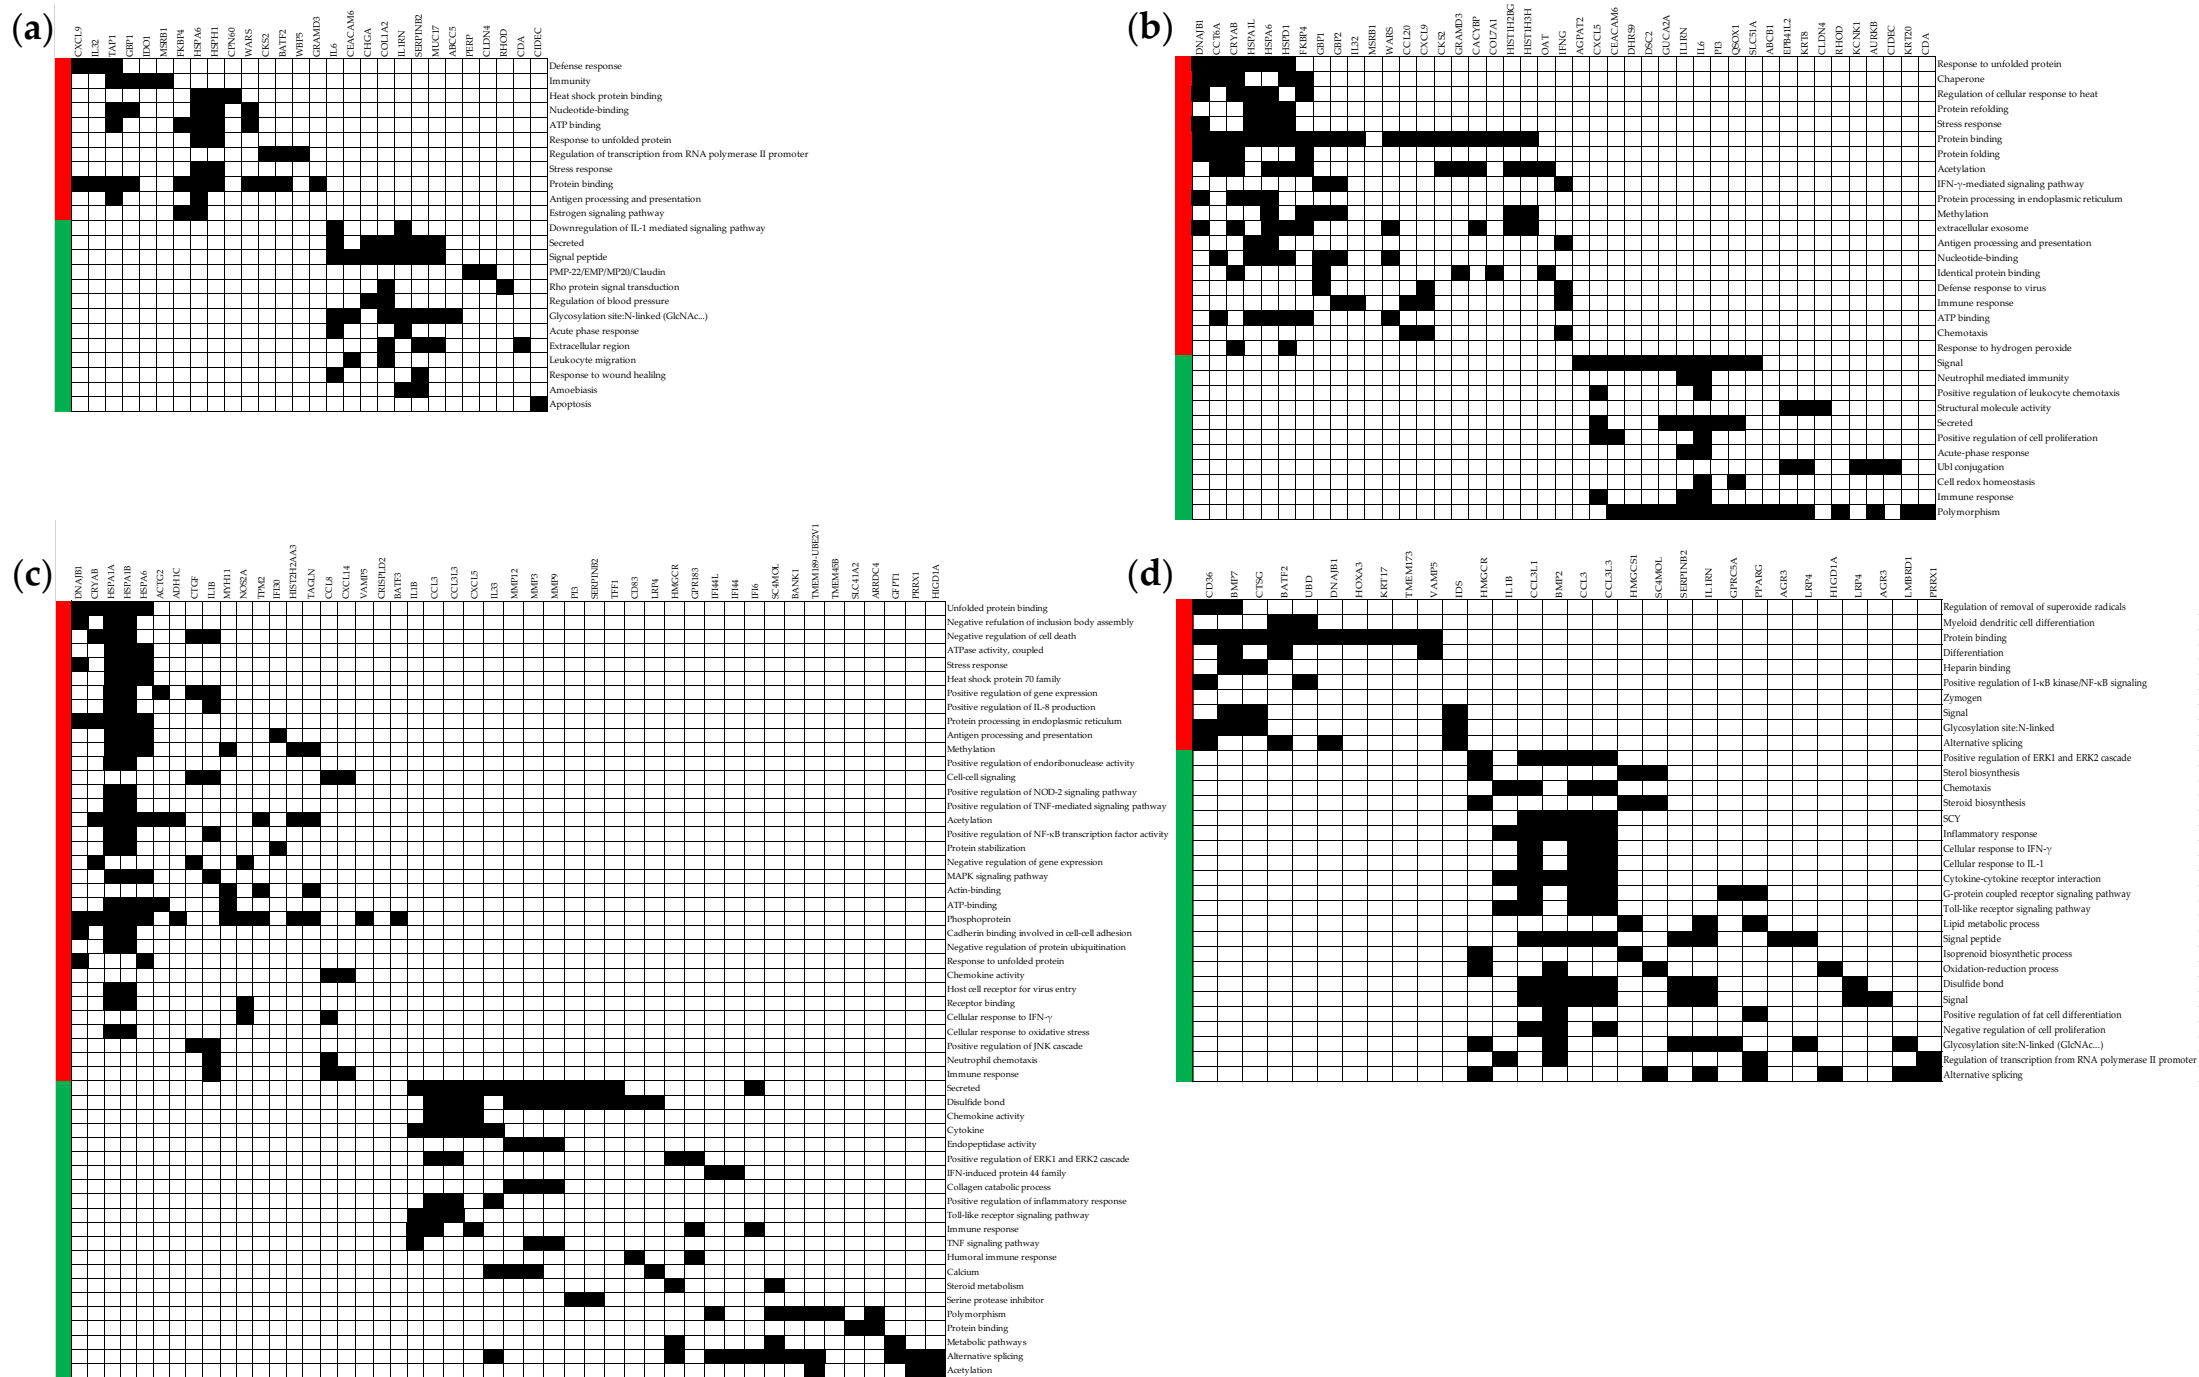 (a)
CXCL9
IL32
TAP1
GBP1
IDO1
MSRB1
FKBP4
HSPA6
HSPH1
CPN60
WARS
CKS2
BATF2
WBP5
GRAMD3
IL6
CEACAM6
CHGA
COL1A2
IL1RN
SERPINB2
MUC17
ABCC5
PERP
CLDN4
RHOD
CDA
CIDEC
Defense response
Immunity
Heat shock protein binding
Nucleotide-binding
ATP binding
Response to unfolded protein
Regulation of transcription from RNA polymerase II promoter
Stress response
Protein binding
Antigen processing and presentation
Estrogen signaling pathway
Downregulation of IL-1 mediated signaling pathway
Secreted
Signal peptide
PMP-22/EMP/MP20/Claudin
Rho protein signal transduction
Regulation of blood pressure
Glycosylation site:N-linked (GlcNAc...)
Acute phase response
Extracellular region
Leukocyte migration
Response to wound healilng
Amoebiasis
Apoptosis
(b)
DNAJB1
CCT6A
CRYAB
HSPA1L
HSPA6
HSPD1
FKBP4
GBP1
GBP2
IL32
MSRB1
WARS
CCL20
CXCL9
CKS2
GRAMD3
CACYBP
COL7A1
HIST1H2BG
HIST1H3H
OAT
IFNG
AGPAT2
CXCL5
CEACAM6
DHRS9
DSC2
GUCA2A
IL1RN
IL6
PI3
QSOX1
SLC51A
ABCB1
EPB41L2
KRT8
CLDN4
RHOD
KCNK1
AURKB
CIDEC
KRT20
CDA
Response to unfolded protein
Chaperone
Regulation of cellular response to heat
Protein refolding
Stress response
Protein binding
Protein folding
Acetylation
IFN-γ-mediated signaling pathway
Protein processing in endoplasmic reticulum
Methylation
extracellular exosome
Antigen processing and presentation
Nucleotide-binding
Identical protein binding
Defense response to virus
Immune response
ATP binding
Chemotaxis
Response to hydrogen peroxide
Signal
Neutrophil mediated immunity
Positive regulation of leukocyte chemotaxis
Structural molecule activity
Secreted
Positive regulation of cell proliferation
Acute-phase response
Ubl conjugation
Cell redox homeostasis
Immune response
Polymorphism
(c)
DNAJB1
CRYAB
HSPA1A
HSPA1B
HSPA6
ACTG2
ADH1C
CTGF
IL1B
MYH11
NOS2A
TPM2
IFI30
HIST2H2AA3
TAGLN
CCL8
CXCL14
VAMP5
CRISPLD2
BATF3
IL1B
CCL3
CCL3L3
CXCL5
IL33
MMP12
MMP3
MMP9
PI3
SERPINB2
TFF1
CD83
LRP4
HMGCR
GPR183
IFI44L
IFI44
IFI6
SC4MOL
BANK1
TMEM189-UBE2V1
TMEM45B
SLC41A2
ARRDC4
GFPT1
PRRX1
HIGD1A
Unfolded protein binding
Negative refulation of inclusion body assembly
Negative regulation of cell death
ATPase activity, coupled
Stress response
Heat shock protein 70 family
Positive regulation of gene expression
Positive regulation of IL-8 production
Protein processing in endoplasmic reticulum
Antigen processing and presentation
Methylation
Positive regulation of endoribonuclease activity
Cell-cell signaling
Positive regulation of NOD-2 signaling pathway
Positive regulation of TNF-mediated signaling pathway
Acetylation
Positive regulation of NF-κB transcription factor activity
Protein stabilization
Negative regulation of gene expression
MAPK signaling pathway
Actin-binding
ATP-binding
Phosphoprotein
Cadherin binding involved in cell-cell adhesion
Negative regulation of protein ubiquitination
Response to unfolded protein
Chemokine activity
Host cell receptor for virus entry
Receptor binding
Cellular response to IFN-γ
Cellular response to oxidative stress
Positive regulation of JNK cascade
Neutrophil chemotaxis
Immune response
Secreted
Disulfide bond
Chemokine activity
Cytokine
Endopeptidase activity
Positive regulation of ERK1 and ERK2 cascade
IFN-induced protein 44 family
Collagen catabolic process
Positive regulation of inflammatory response
Toll-like receptor signaling pathway
Immune response
TNF signaling pathway
Humoral immune response
Calcium
Steroid metabolism
Serine protease inhibitor
Polymorphism
Protein binding
Metabolic pathways
Alternative splicing
Acetylation
(d)
CD36
BMP7
CTSG
BATF2
UBD
DNAJB1
HOXA3
KRT17
TMEM173
VAMP5
IDS
HMGCR
IL1B
CCL3L1
BMP2
CCL3
CCL3L3
HMGCS1
SC4MOL
SERPINB2
IL1RN
GPRC5A
PPARG
AGR3
LRP4
HIGD1A
LRP4
AGR3
LMBRD1
PRRX1
Regulation of removal of superoxide radicals
Myeloid dendritic cell differentiation
Protein binding
Differentiation
Heparin binding
Positive regulation of I-κB kinase/NF-κB signaling
Zymogen
Signal
Glycosylation site:N-linked
Alternative splicing
Positive regulation of ERK1 and ERK2 cascade
Sterol biosynthesis
Chemotaxis
Steroid biosynthesis
SCY
Inflammatory response
Cellular response to IFN-γ
Cellular response to IL-1
Cytokine-cytokine receptor interaction
G-protein coupled receptor signaling pathway
Toll-like receptor signaling pathway
Lipid metabolic process
Signal peptide
Isoprenoid biosynthetic process
Oxidation-reduction process
Disulfide bond
Signal
Positive regulation of fat cell differentiation
Negative regulation of cell proliferation
Glycosylation site:N-linked (GlcNAc...)
Regulation of transcription from RNA polymerase II promoter
Alternative splicing